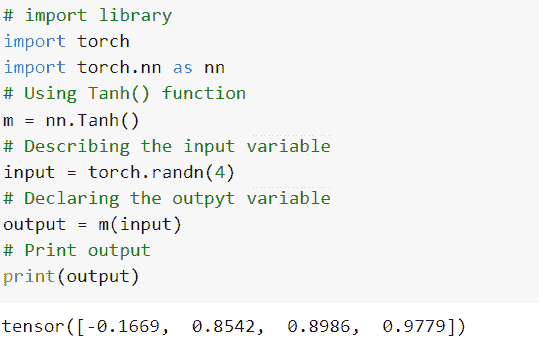 # import library
import torch
import torch.nn as nn
# Using Tanh() function
m = nn.Tanh()
# Describing the input variable
input = torch.randn(4)
# Declaring the outpyt variable
output = m(input)
# Print output
print(output)
tensor([-0.1669,  0.8542,  0.8986,  0.9779])